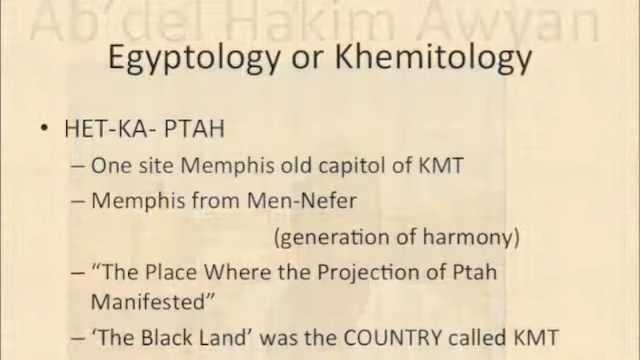 Ab'del Hakim Awyan
Egyptology or Khemitology
• HET-KA- PTAH
– One site Memphis old capitol of KMT
– Memphis from Men-Nefer
(generation of harmony)
– “The Place Where the Projection of Ptah
Manifested”
– ‘The Black Land’ was the COUNTRY called KMT